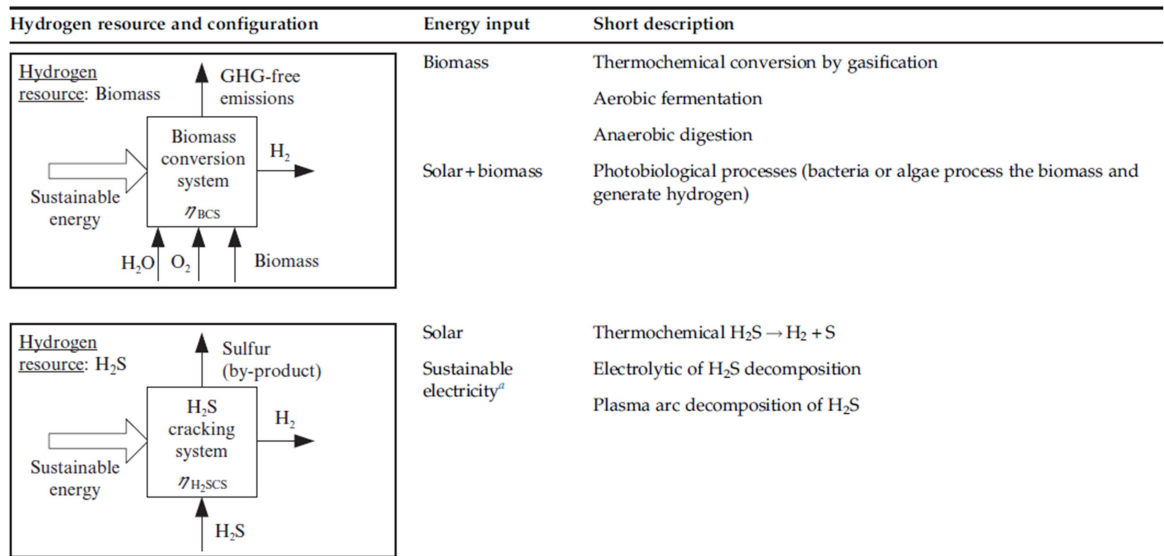 Hydrogen resource and configuration Energy input Short description
Hydrogen
resource: Biomass
GHG-free
emissions
Biomass
conversion
system
ηBCS
H₂
Sustainable
energy
H₂O O₂ Biomass
Biomass Thermochemical conversion by gasification
Aerobic fermentation
Anaerobic digestion
Solar + biomass Photobiological processes (bacteria or algae process the biomass and
generate hydrogen)
Hydrogen
resource: H₂S
Sulfur
(by-product)
H₂S
cracking
system
ηH₂SCS
H₂
Sustainable
energy
H₂S
Solar Thermochemical H₂S → H₂ + S
Sustainable
electricityᵃ
Electrolytic of H₂S decomposition
Plasma arc decomposition of H₂S